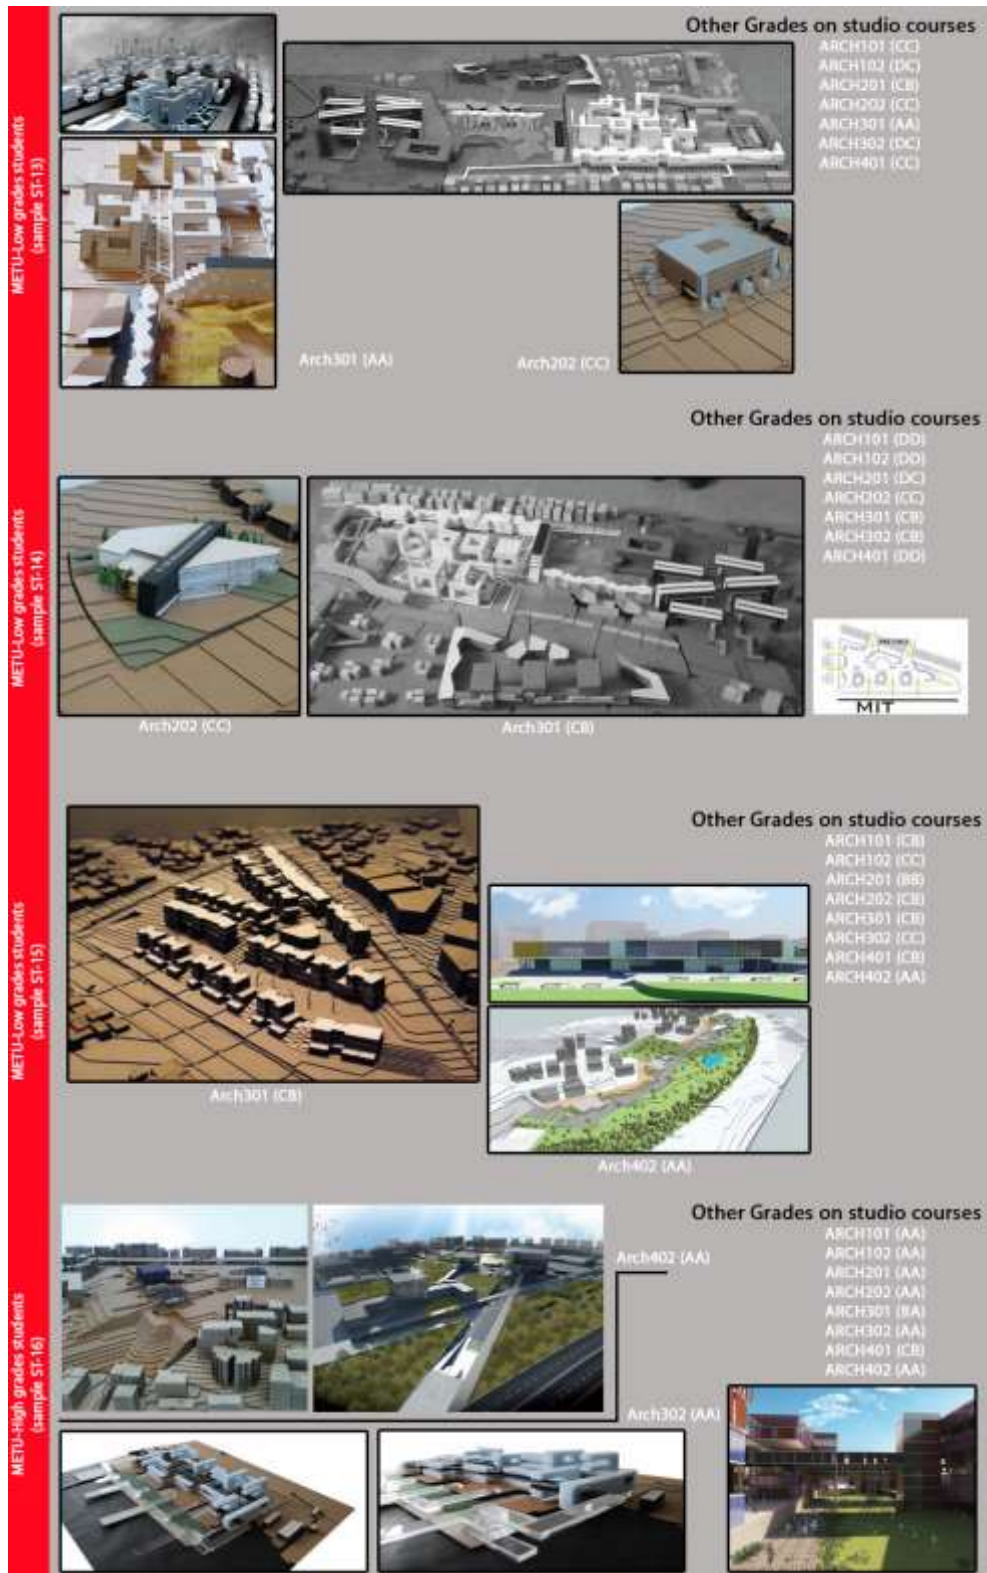 METU-Low grades students
(sample ST-13)
Other Grades on studio courses
ARCH101 (CC)
ARCH102 (DC)
ARCH201 (CB)
ARCH202 (CC)
ARCH301 (AA)
ARCH302 (DC)
ARCH401 (CC)
Arch301 (AA)
Arch202 (CC)
METU-Low grades students
(sample ST-14)
Other Grades on studio courses
ARCH101 (DD)
ARCH102 (DD)
ARCH201 (DC)
ARCH202 (CC)
ARCH301 (CB)
ARCH302 (CB)
ARCH401 (DD)
MIT
Arch202 (CC)
Arch301 (CB)
METU-Low grades students
(sample ST-15)
Other Grades on studio courses
ARCH101 (CB)
ARCH102 (CC)
ARCH201 (BB)
ARCH202 (CB)
ARCH301 (CB)
ARCH302 (CC)
ARCH401 (CB)
ARCH402 (AA)
Arch301 (CB)
Arch402 (AA)
METU-High grades students
(sample ST-16)
Other Grades on studio courses
ARCH101 (AA)
ARCH102 (AA)
ARCH201 (AA)
ARCH202 (AA)
ARCH301 (BA)
ARCH302 (AA)
ARCH401 (CB)
ARCH402 (AA)
Arch402 (AA)
Arch302 (AA)